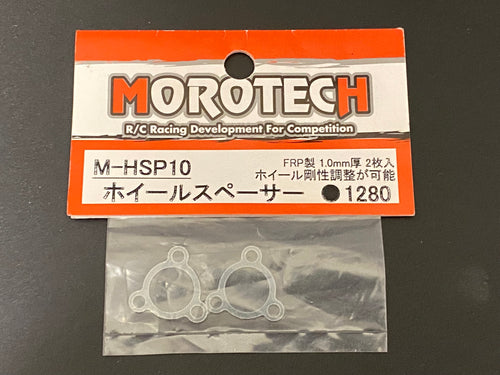 MOROTECH
R/C Racing Development For Competition
M-HSP10
FRP製 1.0mm厚 2枚入
ホイール剛性調整が可能
ホイールスペーサー ●1280